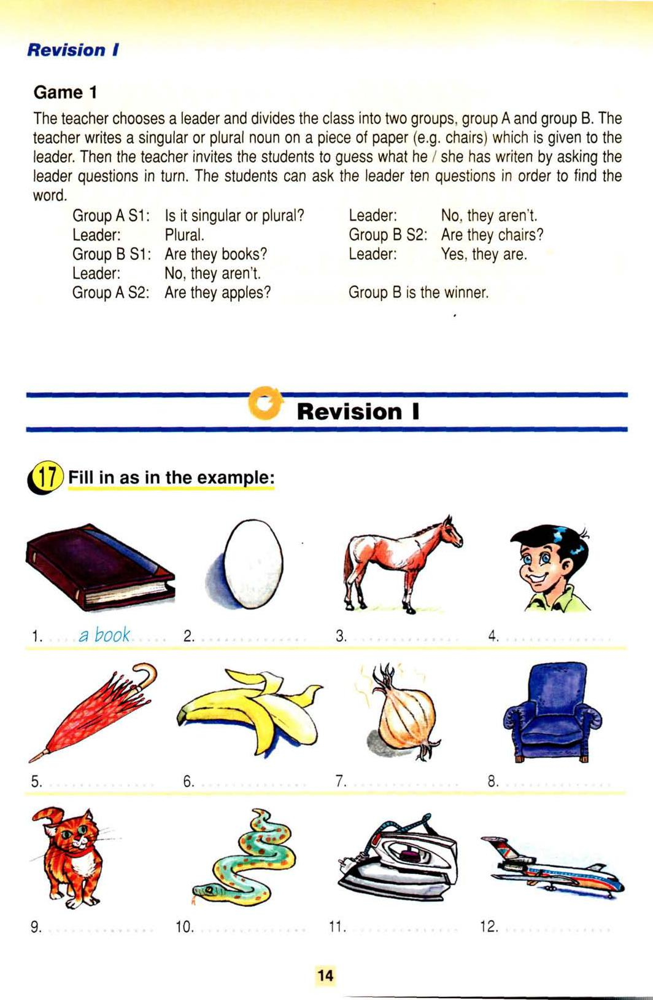 Revision I
Game 1
The teacher chooses a leader and divides the class into two groups, group A and group B. The
teacher writes a singular or plural noun on a piece of paper (e.g. chairs) which is given to the
leader. Then the teacher invites the students to guess what he / she has writen by asking the
leader questions in turn. The students can ask the leader ten questions in order to find the
word.
Group A S1: Is it singular or plural?
Leader: Plural.
Group B S1: Are they books?
Leader: No, they aren't.
Group A S2: Are they apples?
Leader: No, they aren't.
Group B S2: Are they chairs?
Leader: Yes, they are.
Group B is the winner.
Revision I
17 Fill in as in the example:
1. a book 2. 3. 4.
5. 6. 7. 8.
9. 10. 11. 12.
14